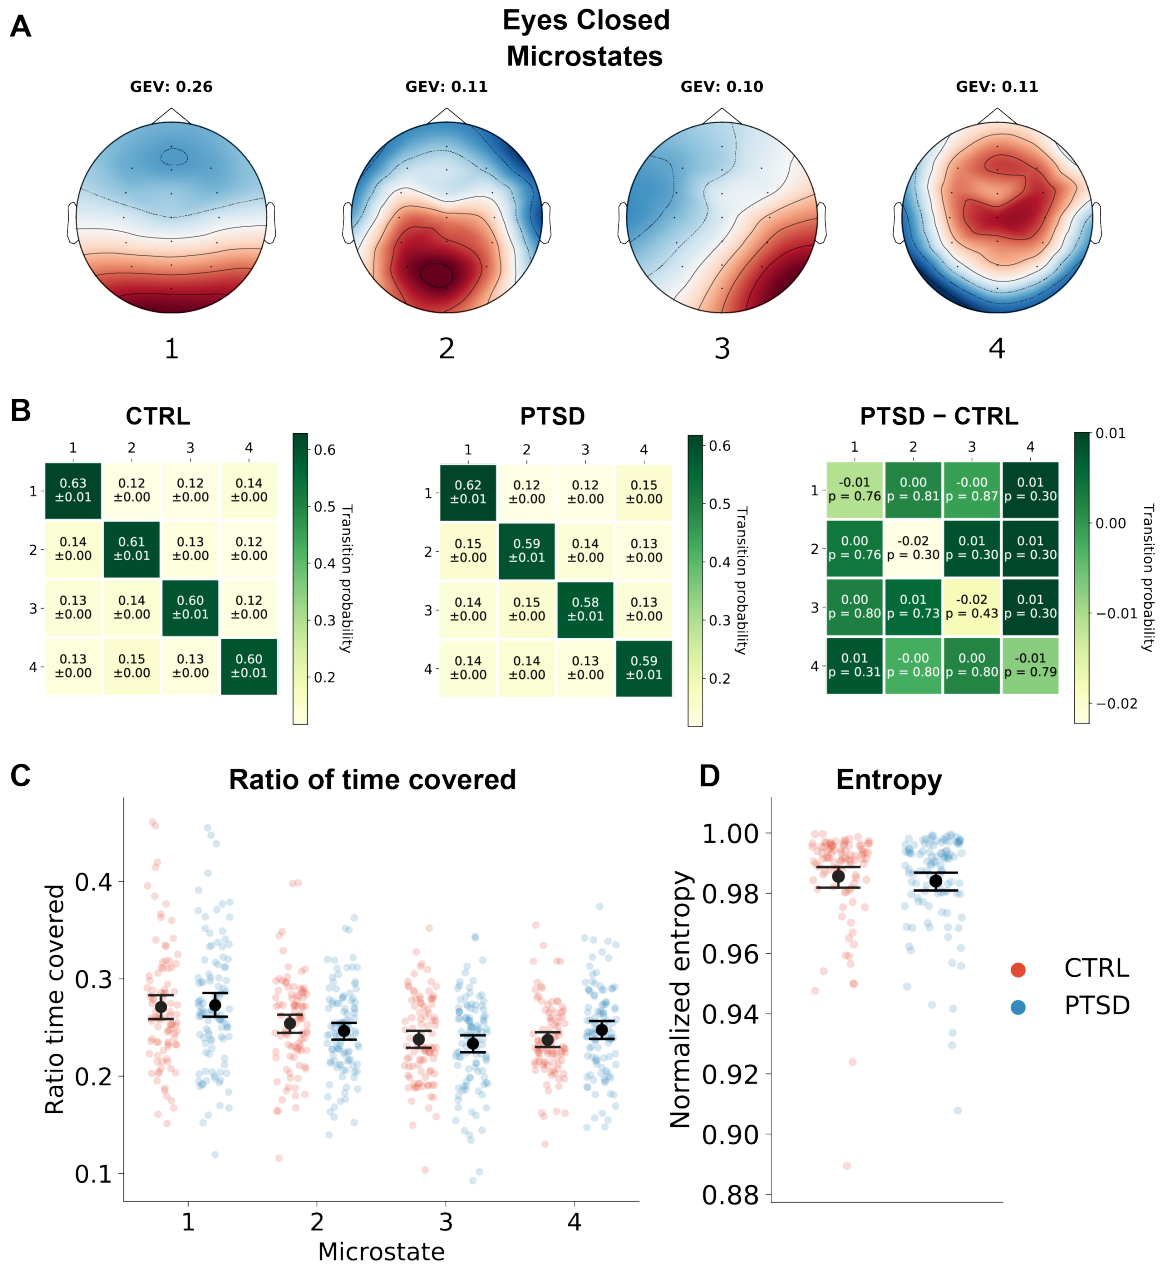 A
Eyes Closed
Microstates
GEV: 0.26
GEV: 0.11
GEV: 0.10
GEV: 0.11
1
2
3
4
B
CTRL
1 2 3 4
1 0.63 ±0.01 0.12 ±0.00 0.12 ±0.00 0.14 ±0.00
2 0.14 ±0.00 0.61 ±0.01 0.13 ±0.00 0.12 ±0.00
3 0.13 ±0.00 0.14 ±0.00 0.60 ±0.01 0.12 ±0.00
4 0.13 ±0.00 0.15 ±0.00 0.13 ±0.00 0.60 ±0.01
0.6
0.5
0.4
0.3
0.2
Transition probability
PTSD
1 2 3 4
1 0.62 ±0.01 0.12 ±0.00 0.12 ±0.00 0.15 ±0.00
2 0.15 ±0.00 0.59 ±0.01 0.14 ±0.00 0.13 ±0.00
3 0.14 ±0.00 0.15 ±0.00 0.58 ±0.01 0.13 ±0.00
4 0.14 ±0.00 0.14 ±0.00 0.13 ±0.00 0.59 ±0.01
0.6
0.5
0.4
0.3
0.2
Transition probability
PTSD − CTRL
1 2 3 4
1 -0.01 p = 0.76 0.00 p = 0.81 -0.00 p = 0.87 0.01 p = 0.30
2 0.00 p = 0.76 -0.02 p = 0.30 0.01 p = 0.30 0.01 p = 0.30
3 0.00 p = 0.80 0.01 p = 0.73 -0.02 p = 0.43 0.01 p = 0.30
4 0.01 p = 0.31 -0.00 p = 0.80 0.00 p = 0.80 -0.01 p = 0.79
0.01
0.00
−0.01
−0.02
Transition probability
C
Ratio of time covered
Ratio time covered
0.4
0.3
0.2
0.1
1 2 3 4
Microstate
D
Entropy
Normalized entropy
1.00
0.98
0.96
0.94
0.92
0.90
0.88
CTRL
PTSD